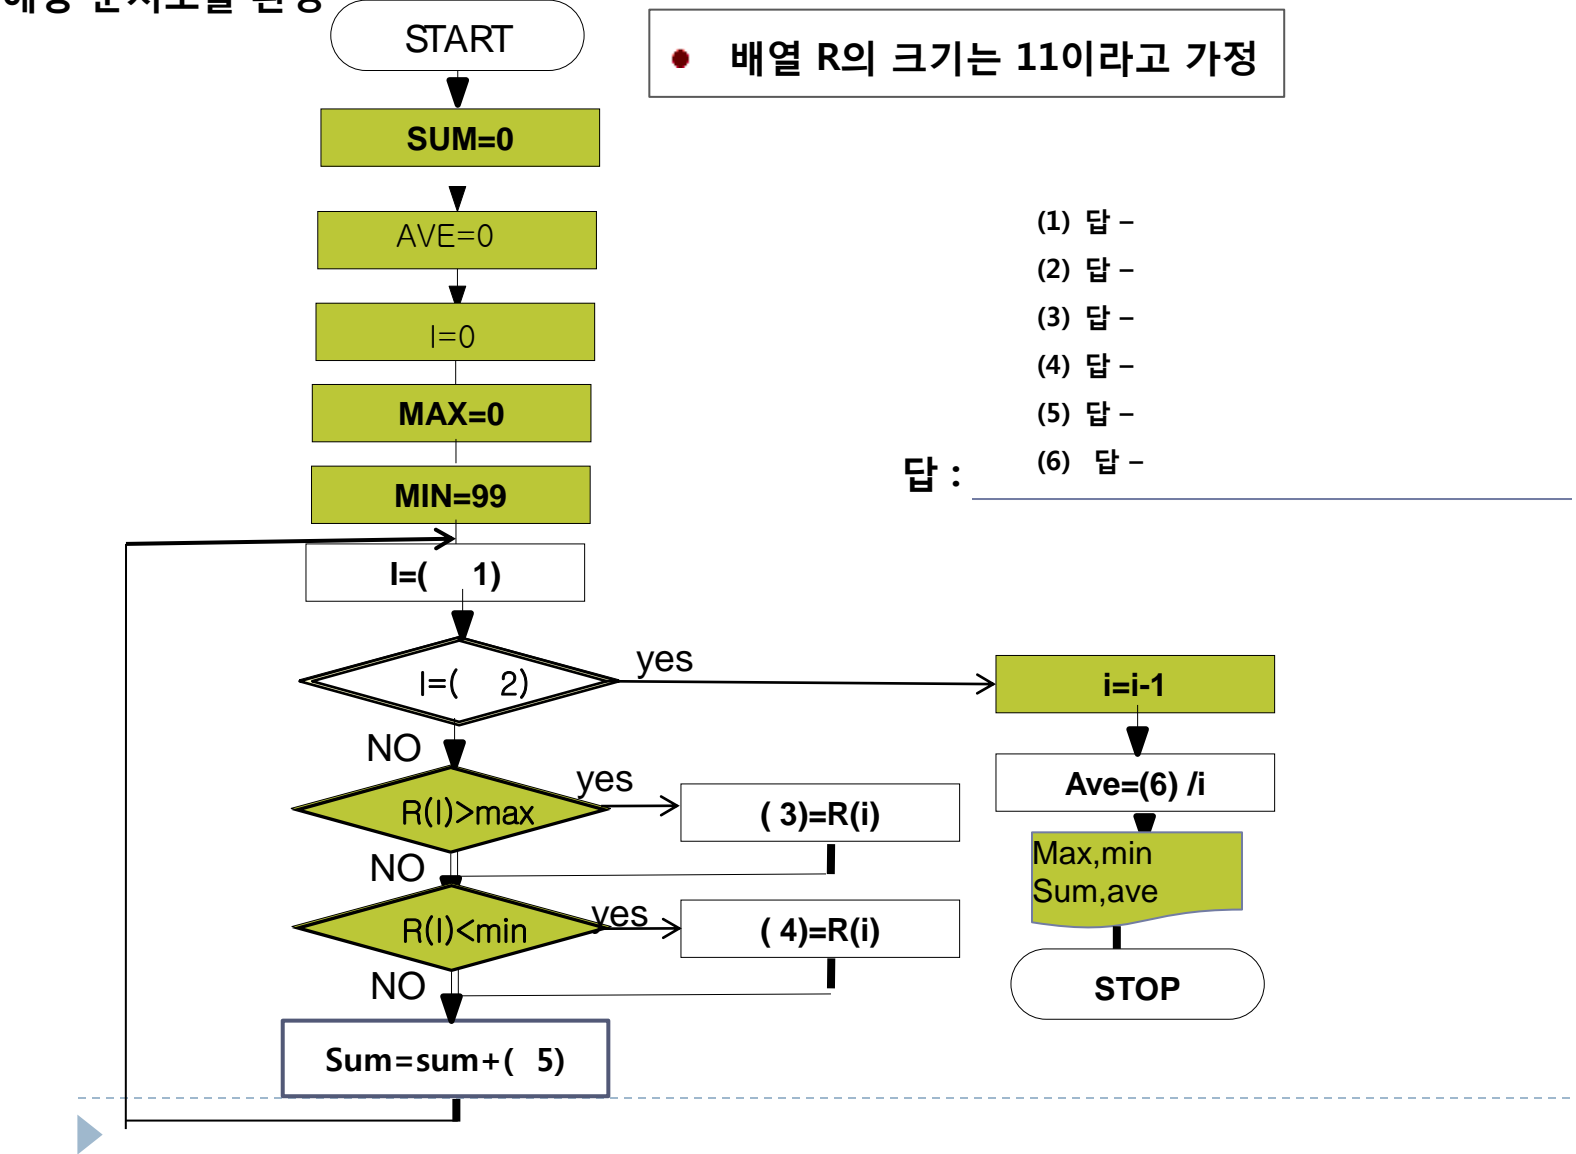 START
배열 R의 크기는 11이라고 가정
SUM=0
AVE=0
I=0
MAX=0
MIN=99
(1) 답 –
(2) 답 –
(3) 답 –
(4) 답 –
(5) 답 –
(6) 답 –
답 :
I=( 1)
I=( 2)
yes
NO
i=i-1
R(I)>max
yes
( 3)=R(i)
NO
Ave=(6) /i
Max,min
Sum,ave
R(I)<min
yes
( 4)=R(i)
NO
STOP
Sum=sum+( 5)